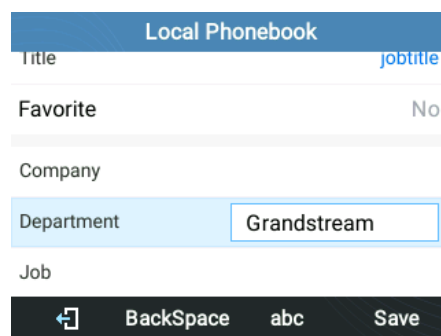 Local Phonebook
Title jobtitle
Favorite No
Company
Department Grandstream
Job
BackSpace abc Save